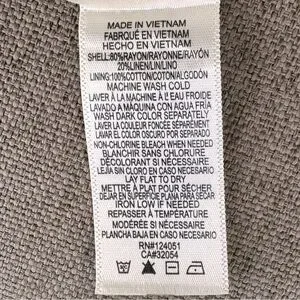 MADE IN VIETNAM
FABRIQUÉ EN VIETNAM
HECHO EN VIETNAM
SHELL:80%RAYON/RAYONNE/RAYÓN
20%LINEN/LIN/LINO
LINING:100%COTTON/COTON/ALGODÓN
MACHINE WASH COLD
LAVER À LA MACHINE À L' EAU FROIDE
LAVADO A MAQUINA CON AGUA FRÍA
WASH DARK COLOR SEPARATELY
LAVER LA COULEUR FONCÉE SÉPARÉMENT
LAVAR EL COLOR OSCURO POR SEPARADO
NON-CHLORINE BLEACH WHEN NEEDED
BLANCHIR SANS CHLORURE
DÉCOLORANT SI NÉCESSAIRE
LEJÍA SIN CLORO EN CASO NECESARIO
LAY FLAT TO DRY
METTRE À PLAT POUR SÉCHER
DEJAR EN SUPERFICIE PLANA PARA SECAR
IRON LOW IF NEEDED
REPASSER À TEMPÉRATURE
MODÉRÉE SI NÉCESSAIRE
PLANCHA BAJA EN CASO NECESARIO
RN#124051
CA#32054